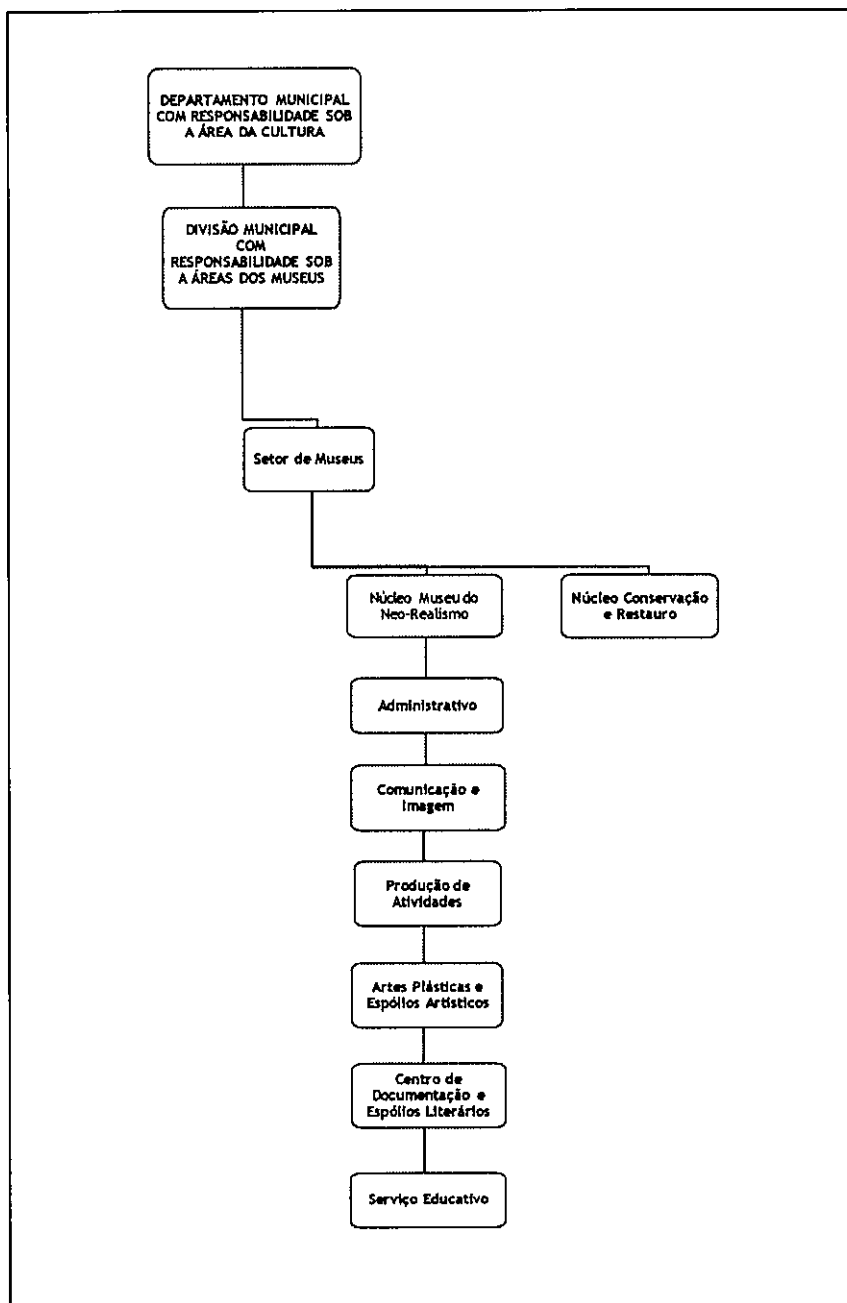 DEPARTAMENTO MUNICIPAL
COM RESPONSABILIDADE SOB
A ÁREA DA CULTURA
DIVISÃO MUNICIPAL
COM
RESPONSABILIDADE SOB
A ÁREAS DOS MUSEUS
Setor de Museus
Núcleo Museu do
Neo-Realismo
Núcleo Conservação
e Restauro
Administrativo
Comunicação e
Imagem
Produção de
Atividades
Artes Plásticas e
Espólios Artísticos
Centro de
Documentação e
Espólios Literários
Serviço Educativo